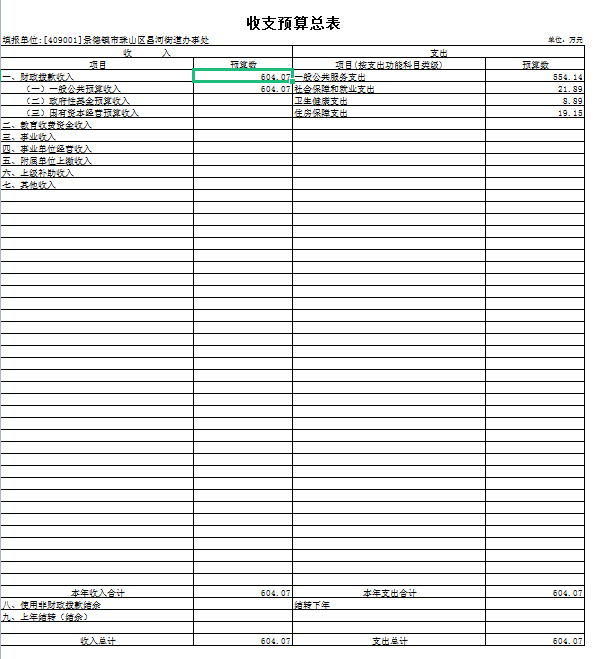 收支预算总表
填报单位:[409001]景德镇市珠山区昌河街道办事处 单位：万元
收 入 支出
项目 预算数 项目(按支出功能科目类级) 预算数
一、财政拨款收入 604.07 一般公共服务支出 554.14
（一）一般公共预算收入 604.07 社会保障和就业支出 21.89
（二）政府性基金预算收入 卫生健康支出 8.89
（三）国有资本经营预算收入 住房保障支出 19.15
二、教育收费资金收入
三、事业收入
四、事业单位经营收入
五、附属单位上缴收入
六、上级补助收入
七、其他收入
本年收入合计 604.07 本年支出合计 604.07
八、使用非财政拨款结余 结转下年
九、上年结转（结余）
收入总计 604.07 支出总计 604.07